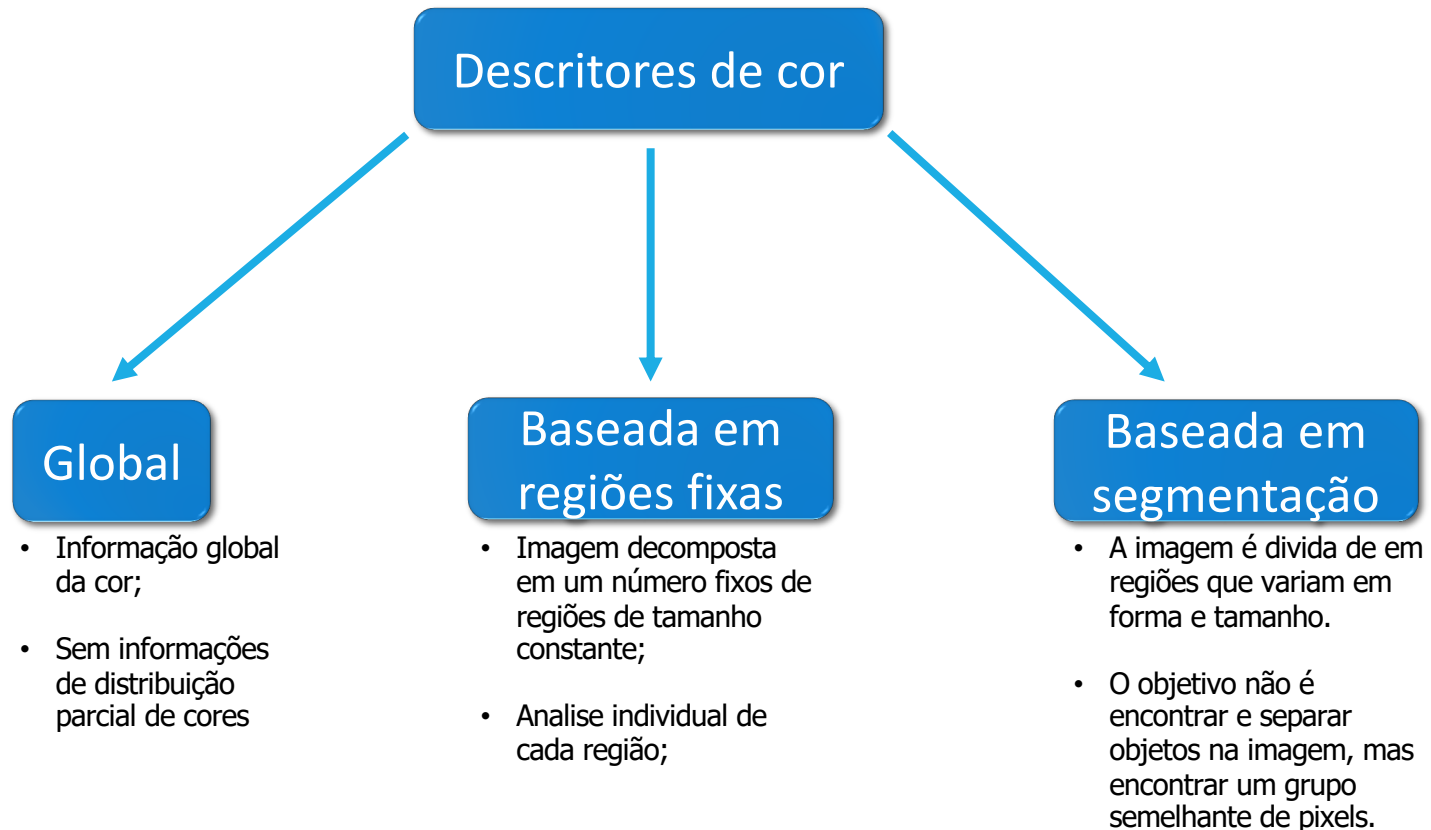 Descritores de cor
Global
• Informação global
da cor;
• Sem informações
de distribuição
parcial de cores
Baseada em
regiões fixas
• Imagem decomposta
em um número fixos de
regiões de tamanho
constante;
• Analise individual de
cada região;
Baseada em
segmentação
• A imagem é divida de em
regiões que variam em
forma e tamanho.
• O objetivo não é
encontrar e separar
objetos na imagem, mas
encontrar um grupo
semelhante de pixels.